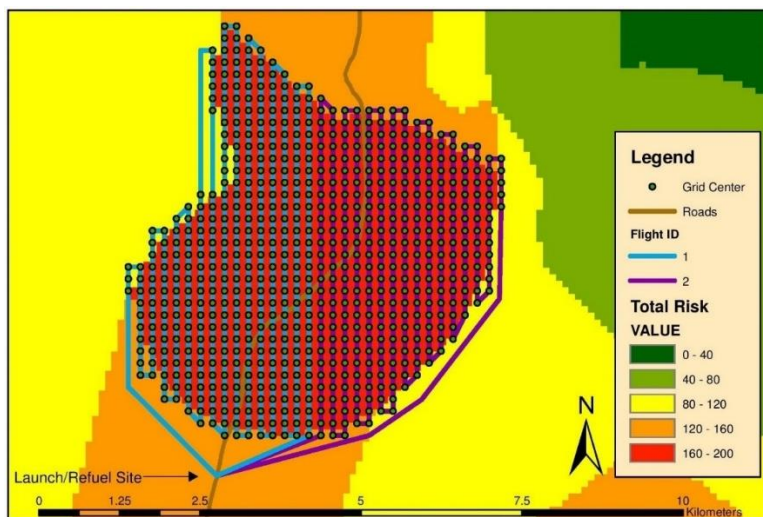 Legend
Grid Center
Roads
Flight ID
1
2
Total Risk
VALUE
0 - 40
40 - 80
80 - 120
120 - 160
160 - 200
N
Launch/Refuel Site
0 1.25 2.5 5 7.5 10
Kilometers